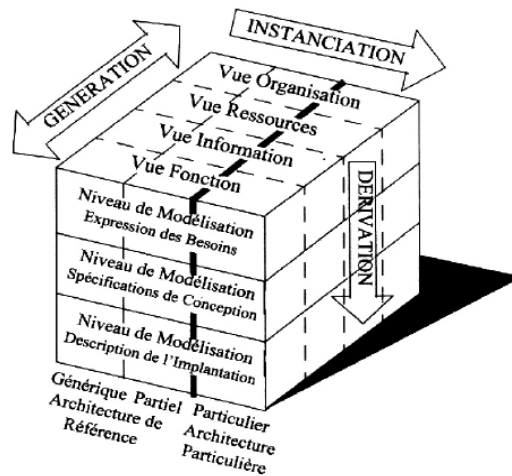 INSTANCIATION
GENERATION
Vue Organisation
Vue Ressources
Vue Information
Vue Fonction
DERIVATION
Niveau de Modélisation
Expression des Besoins
Niveau de Modélisation
Spécifications de Conception
Niveau de Modélisation
Description de l'Implantation
Générique Partiel Particulier
Architecture de Architecture
Référence Particulière